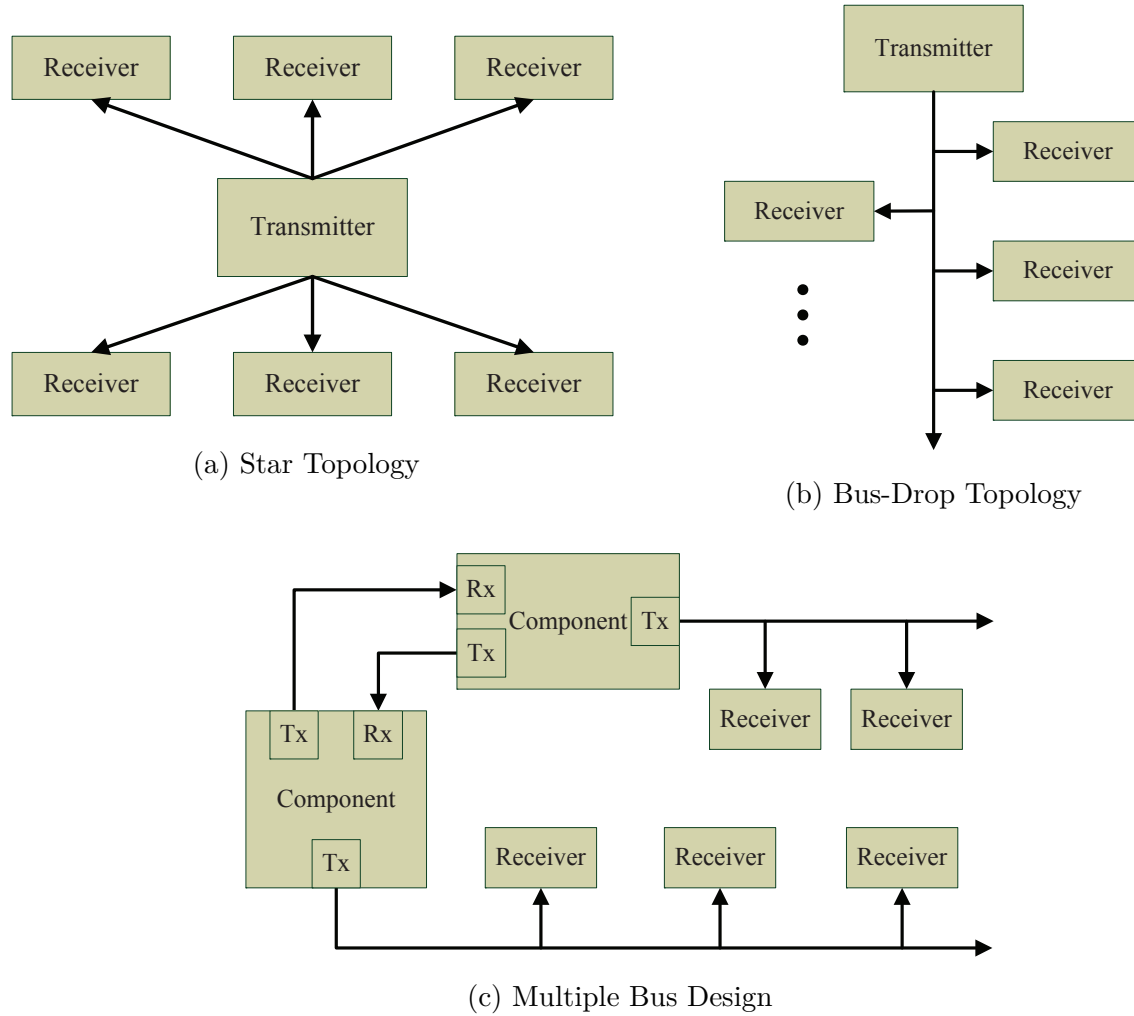 Receiver
Receiver
Receiver
Transmitter
Receiver
Receiver
Receiver
(a) Star Topology
Transmitter
Receiver
Receiver
Receiver
Receiver
(b) Bus-Drop Topology
Rx
Component
Tx
Tx
Receiver
Receiver
Tx
Rx
Component
Tx
Receiver
Receiver
Receiver
(c) Multiple Bus Design